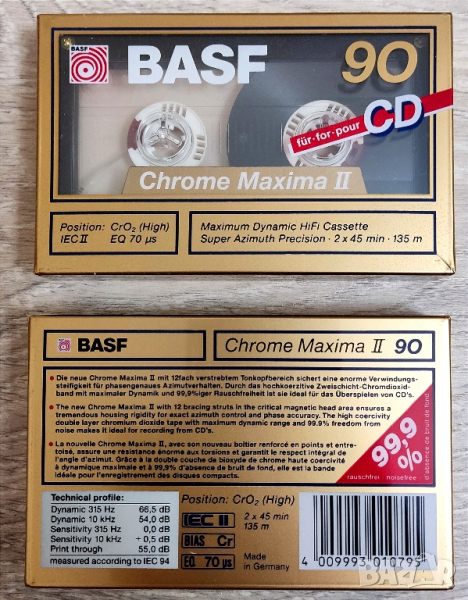 BASF
BASF
90
für·for·pour
CD
Chrome Maxima II
Position: CrO₂ (High)
IEC II EQ 70 µs
Maximum Dynamic HiFi Cassette
Super Azimuth Precision · 2 x 45 min · 135 m
BASF
Chrome Maxima II 90
• Die neue Chrome Maxima II mit 12fach verstrebtem Tonkopfbereich sichert eine enorme Verwindungs-
steifigkeit für phasengenaues Azimutverhalten. Durch das hochkoerzitive Zweischicht-Chromdioxid-
band mit maximaler Dynamik und 99,9%iger Rauschfreiheit ist sie ideal für das Überspielen von CD's.
• The new Chrome Maxima II with 12 bracing struts in the critical magnetic head area ensures a
tremendous housing rigidity for exact azimuth control and phase accuracy. The high coercivity
double layer chromium dioxide tape with maximum dynamic range and 99.9% freedom from
noise makes it ideal for recording from CD's.
• La nouvelle Chrome Maxima II, avec son nouveau boîtier renforcé en points et entre-
toisé, assure une résistance énorme aux torsions et garantit le respect intégral de
l'angle d'azimut. Grâce à la double couche de bioxyde de chrome haute coercivité
à dynamique maximale et à 99,9% d'absence de bruit de fond, elle est la bande
idéale pour l'enregistrement des disques compacts.
99,9
%
rauschfrei noisefree
d'absence de bruit de fond
Technical profile:
Dynamic 315 Hz 66,5 dB
Dynamic 10 kHz 54,0 dB
Sensitivity 315 Hz 0,0 dB
Sensitivity 10 kHz + 0,5 dB
Print through 55,0 dB
measured according to IEC 94
Position: CrO₂ (High)
IEC II
2 x 45 min
135 m
BIAS Cr
EQ 70 µs
Made in
Germany
4 009993 010795
BAZAR